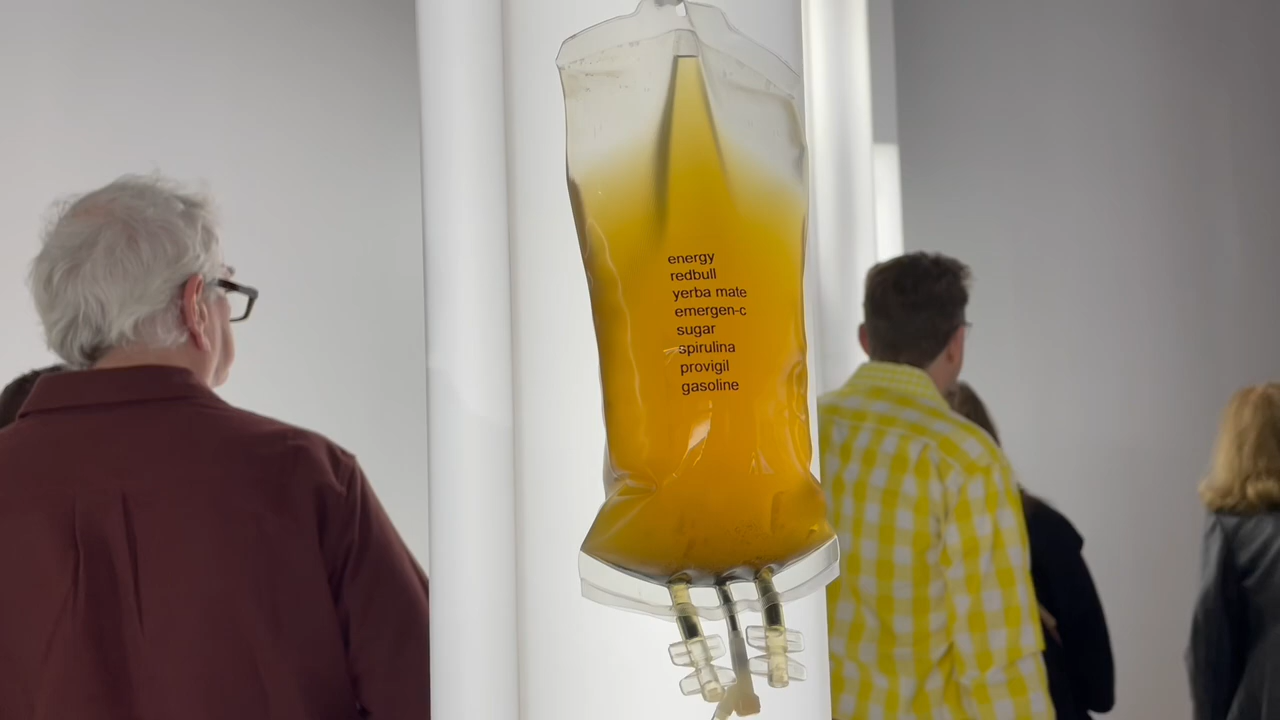 energy
redbull
yerba mate
emergen-c
sugar
spirulina
provigil
gasoline